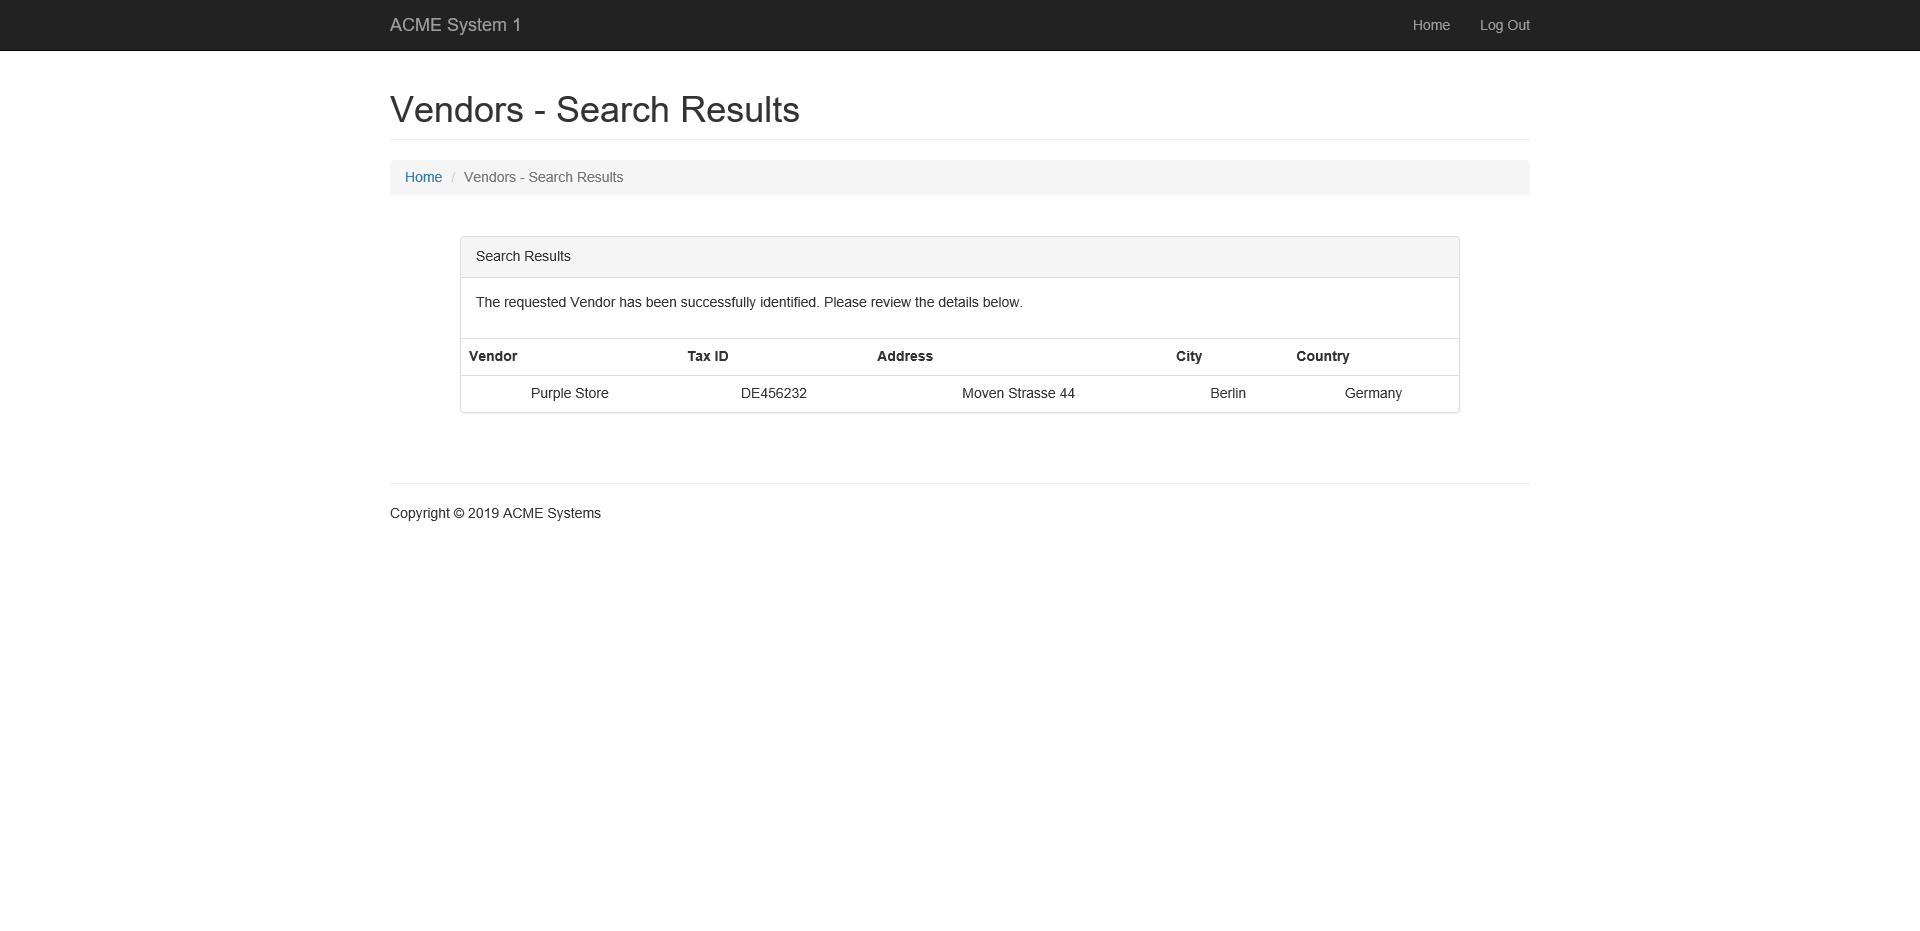 ACME System 1 Home Log Out
Vendors - Search Results
Home / Vendors - Search Results
Search Results
The requested Vendor has been successfully identified. Please review the details below.
Vendor Tax ID Address City Country
Purple Store DE456232 Moven Strasse 44 Berlin Germany
Copyright © 2019 ACME Systems